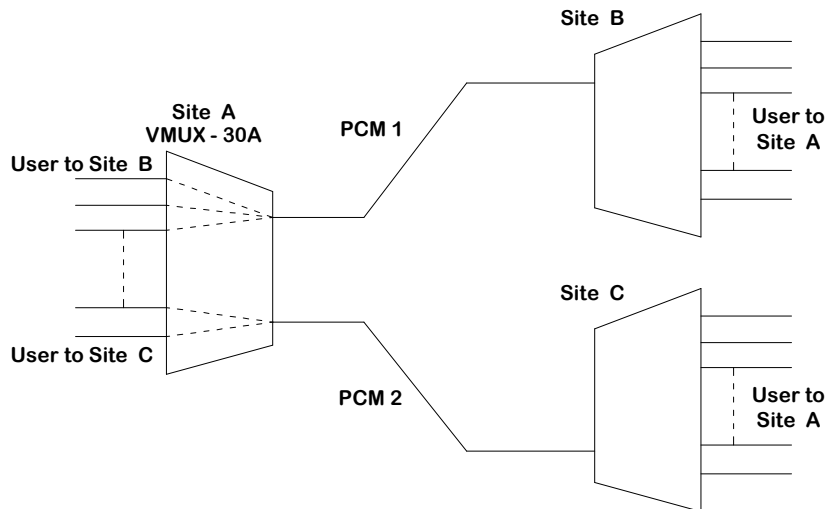 Site B
Site A
VMUX - 30A
PCM 1
User to
Site A
User to Site B
Site C
User to Site C
PCM 2
User to
Site A